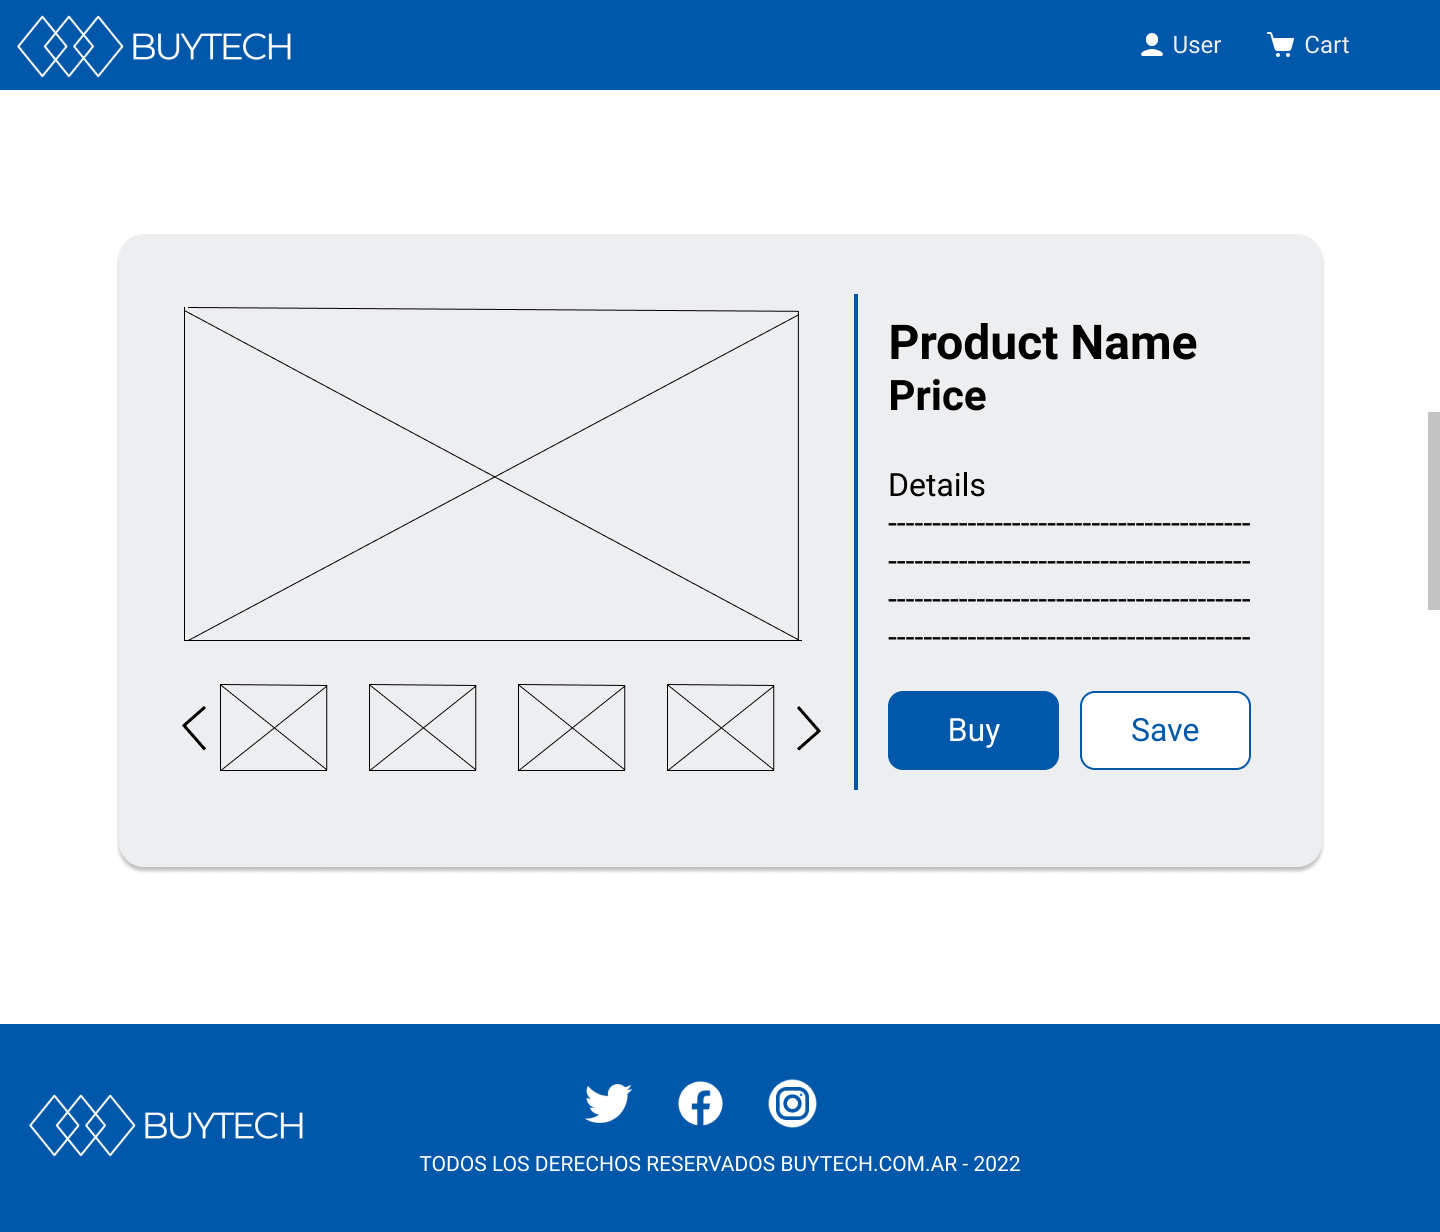 BUYTECH
User
Cart
Product Name
Price
Details
-----------------------------------------
-----------------------------------------
-----------------------------------------
-----------------------------------------
Buy
Save
BUYTECH
TODOS LOS DERECHOS RESERVADOS BUYTECH.COM.AR - 2022